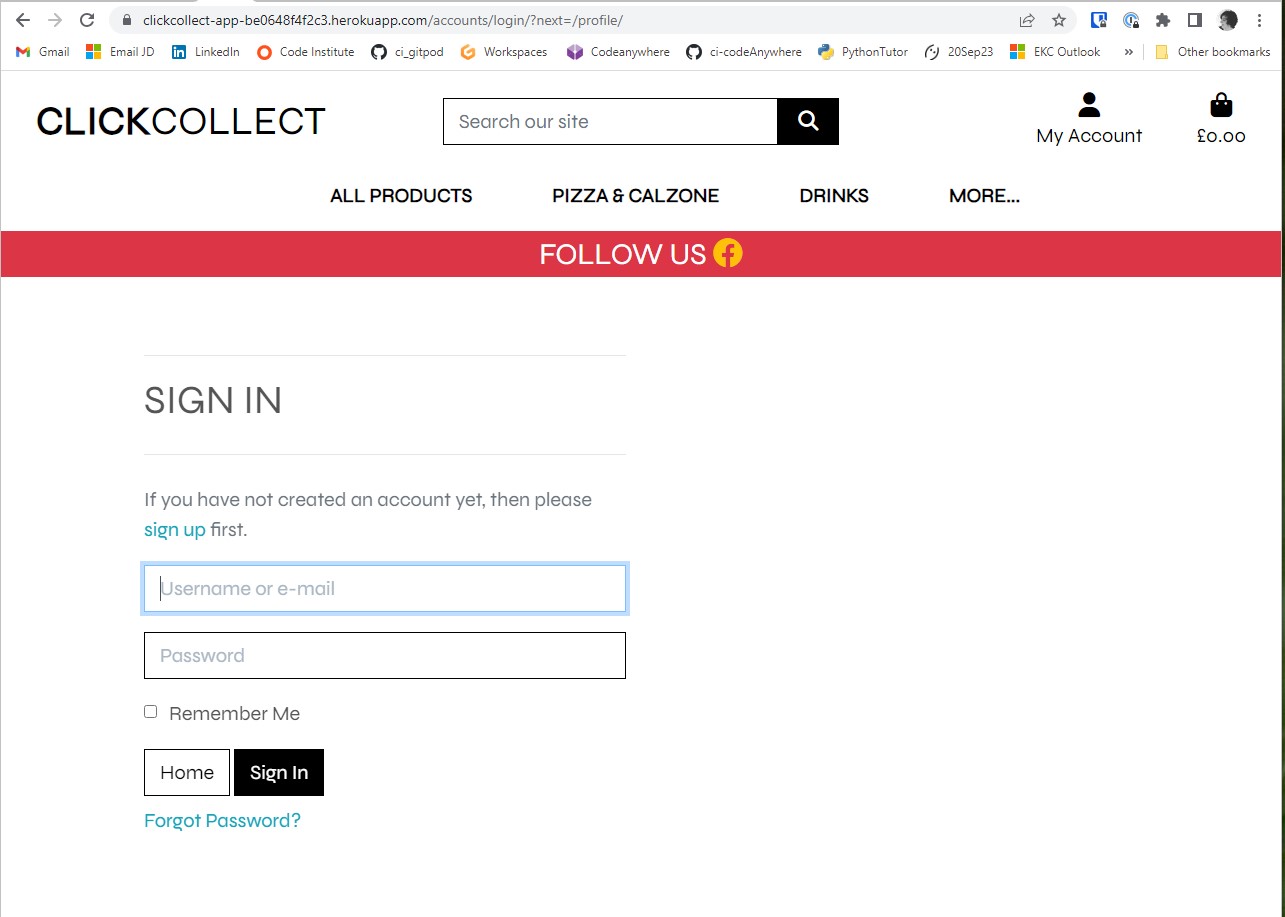 clickcollect-app-be0648f4f2c3.herokuapp.com/accounts/login/?next=/profile/
Gmail Email JD LinkedIn Code Institute ci_gitpod Workspaces Codeanywhere ci-codeAnywhere PythonTutor 20Sep23 EKC Outlook » Other bookmarks
CLICKCOLLECT
Search our site
My Account
£0.00
ALL PRODUCTS PIZZA & CALZONE DRINKS MORE...
FOLLOW US
SIGN IN
If you have not created an account yet, then please
sign up first.
Username or e-mail
Password
Remember Me
Home Sign In
Forgot Password?